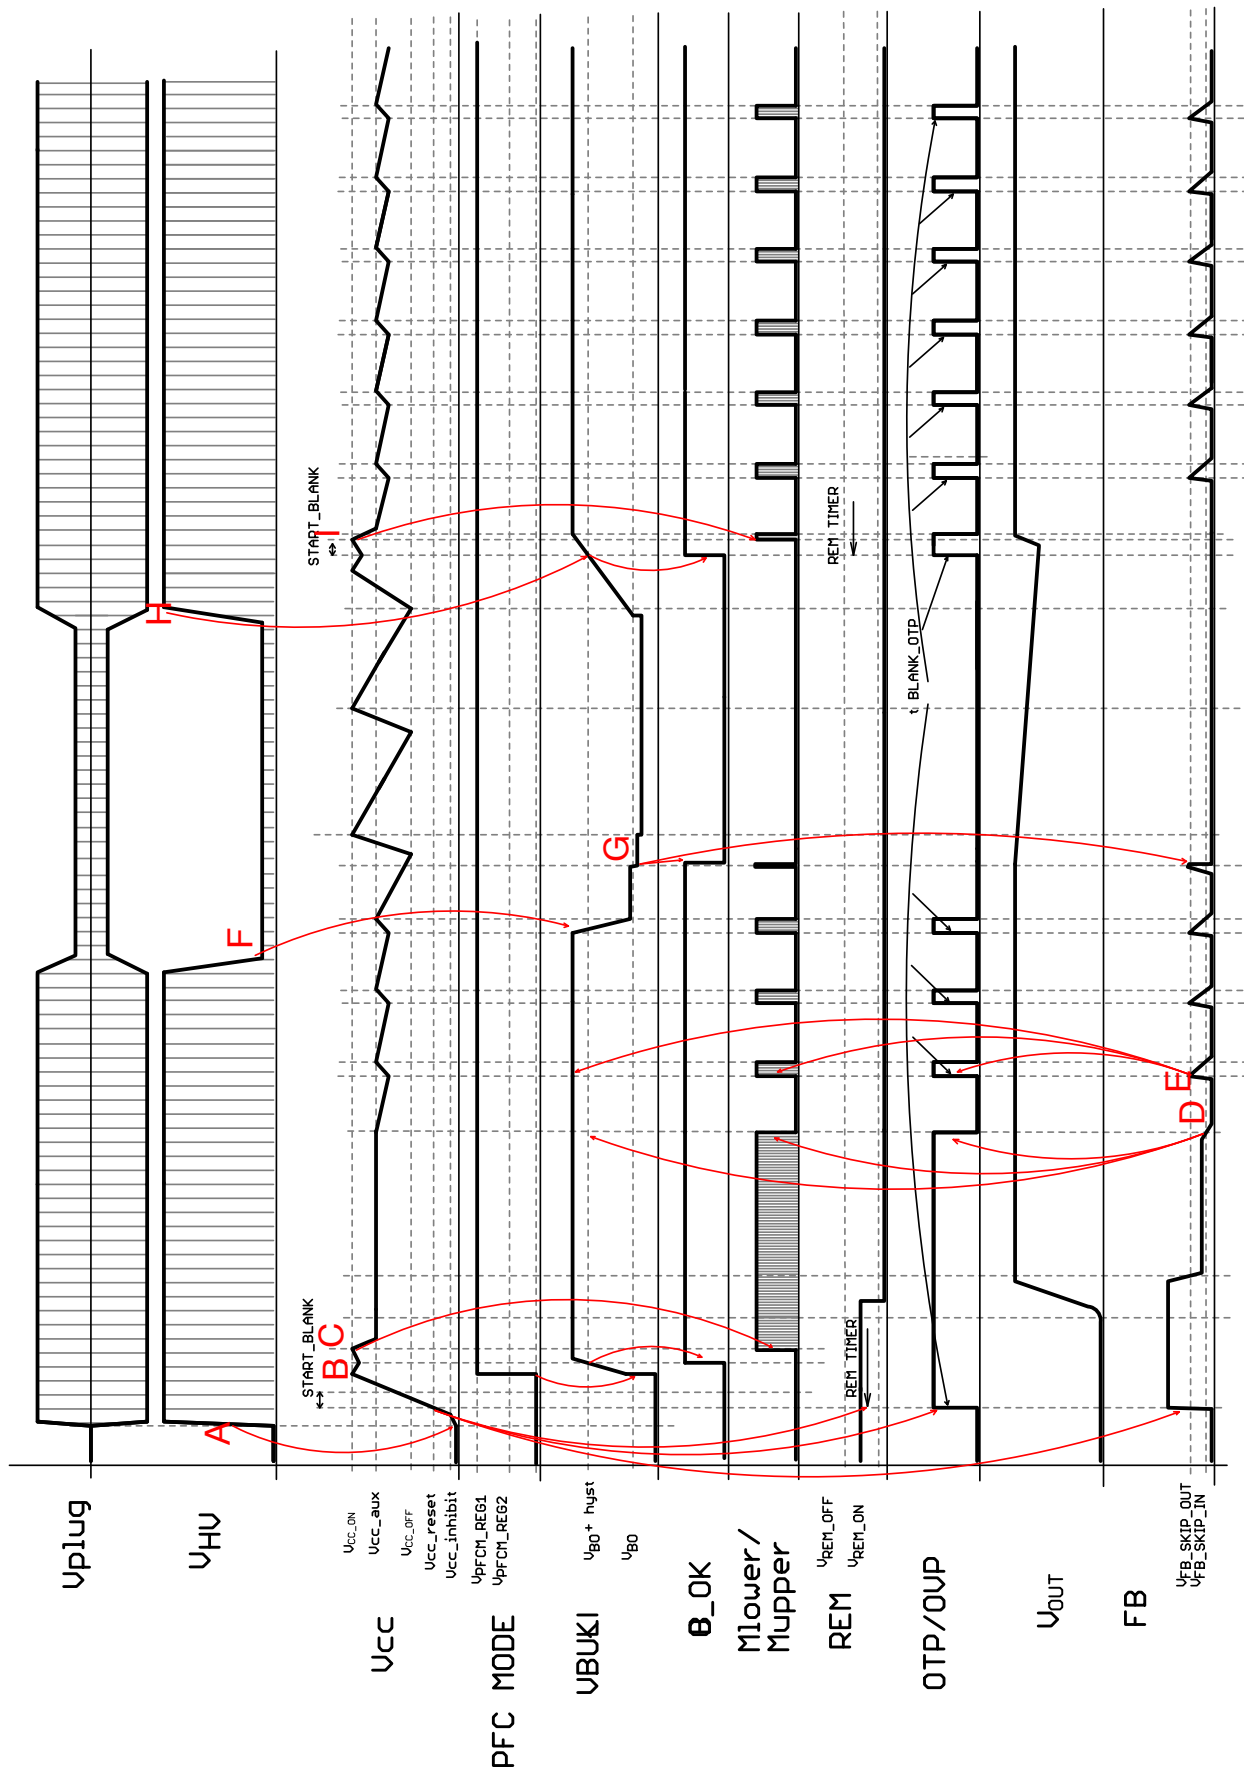 Vplug
A
VHV
F
H
START_BLANK
START_BLANK
B
C
I
VCC_ON
Vcc_aux
VCC_OFF
Vcc_reset
Vcc_inhibit
Vcc
VPFCM_REG1
VPFCM_REG2
PFC MODE
VBO+ hyst
VBO
VBUKI
G
B_OK
Mlower/
Mupper
VREM_OFF
VREM_ON
REM
REM TIMER
REM TIMER
OTP/OVP
t BLANK_OTP
VOUT
FB
VFB_SKIP_OUT
VFB_SKIP_IN
D
E